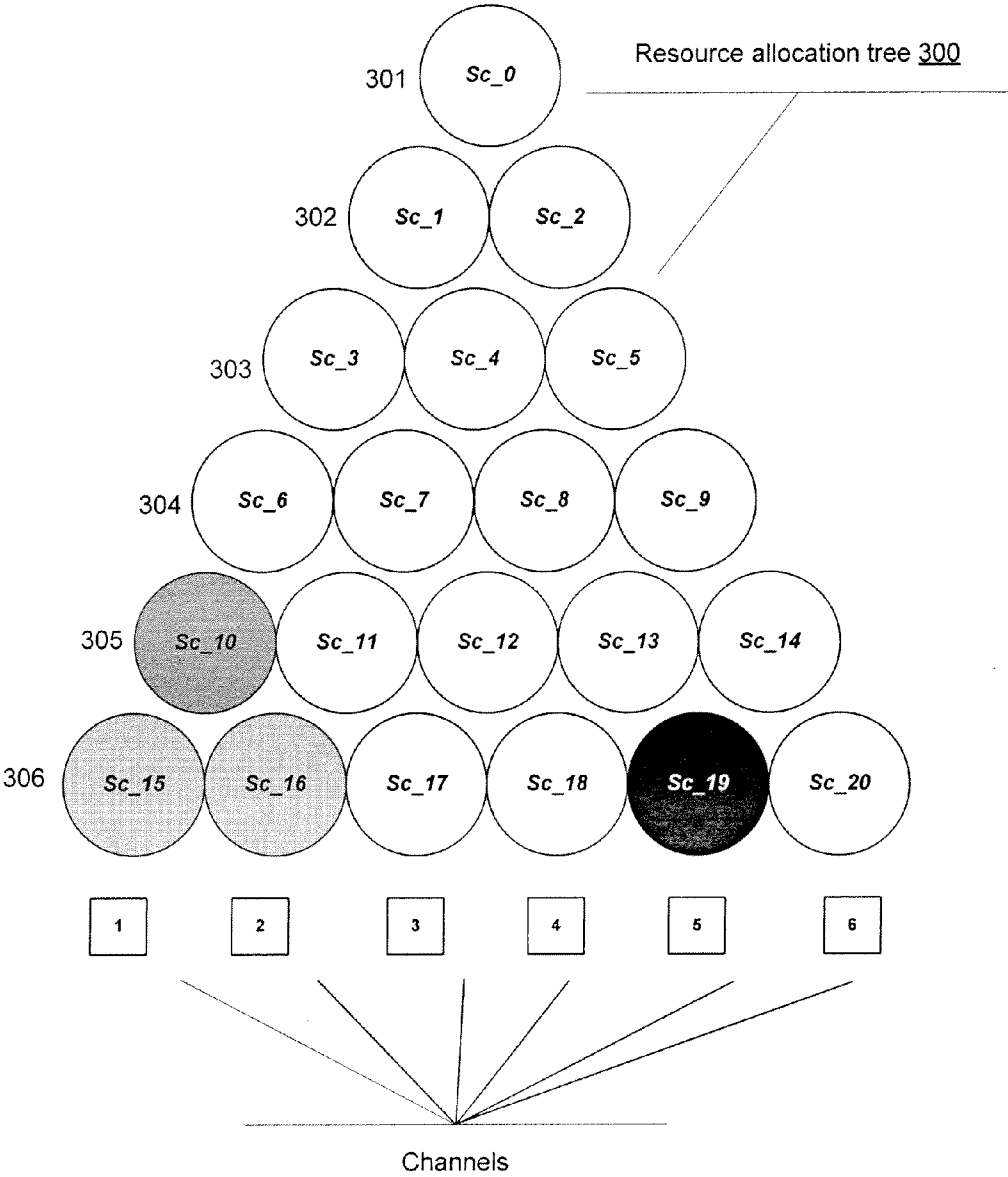 Resource allocation tree 300
301 Sc_0
302 Sc_1 Sc_2
303 Sc_3 Sc_4 Sc_5
304 Sc_6 Sc_7 Sc_8 Sc_9
305 Sc_10 Sc_11 Sc_12 Sc_13 Sc_14
306 Sc_15 Sc_16 Sc_17 Sc_18 Sc_19 Sc_20
1 2 3 4 5 6
Channels